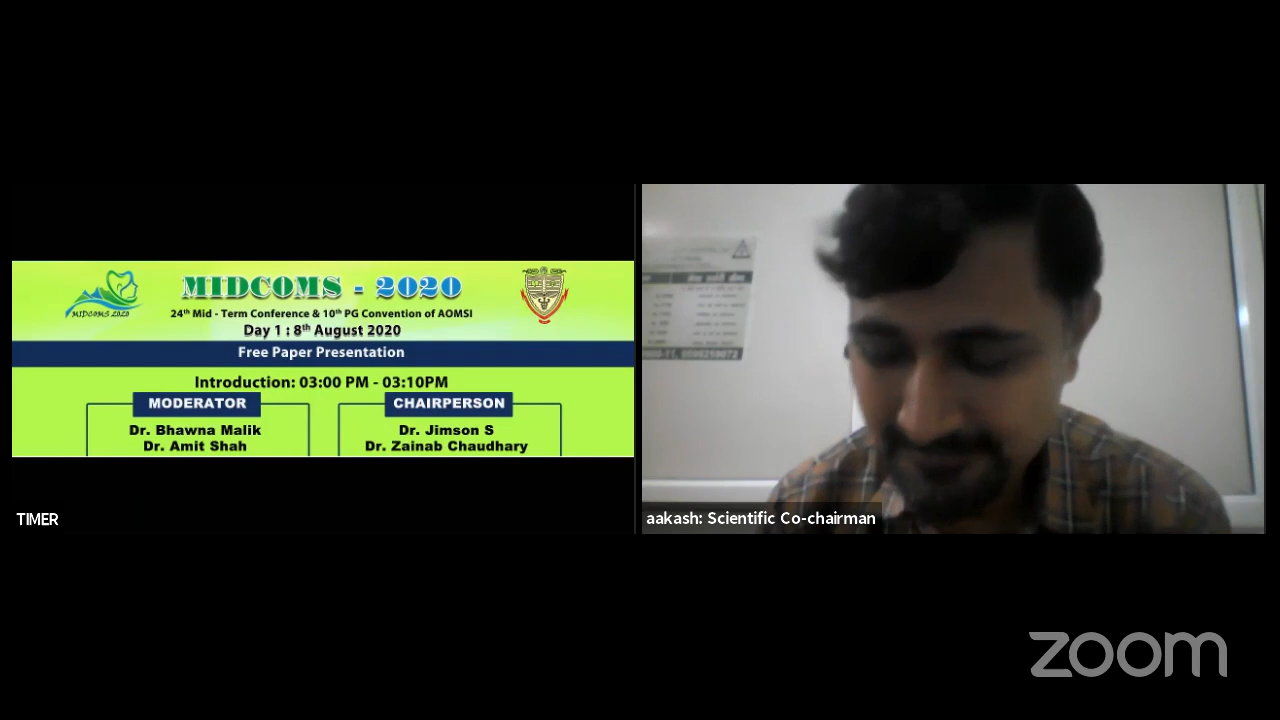 MIDCOMS - 2020
24th Mid - Term Conference & 10th PG Convention of AOMSI
Day 1 : 8th August 2020
Free Paper Presentation
Introduction: 03:00 PM - 03:10PM
MODERATOR
Dr. Bhawna Malik
Dr. Amit Shah
CHAIRPERSON
Dr. Jimson S
Dr. Zainab Chaudhary
MIDCOMS 2020
TIMER
aakash: Scientific Co-chairman
zoom